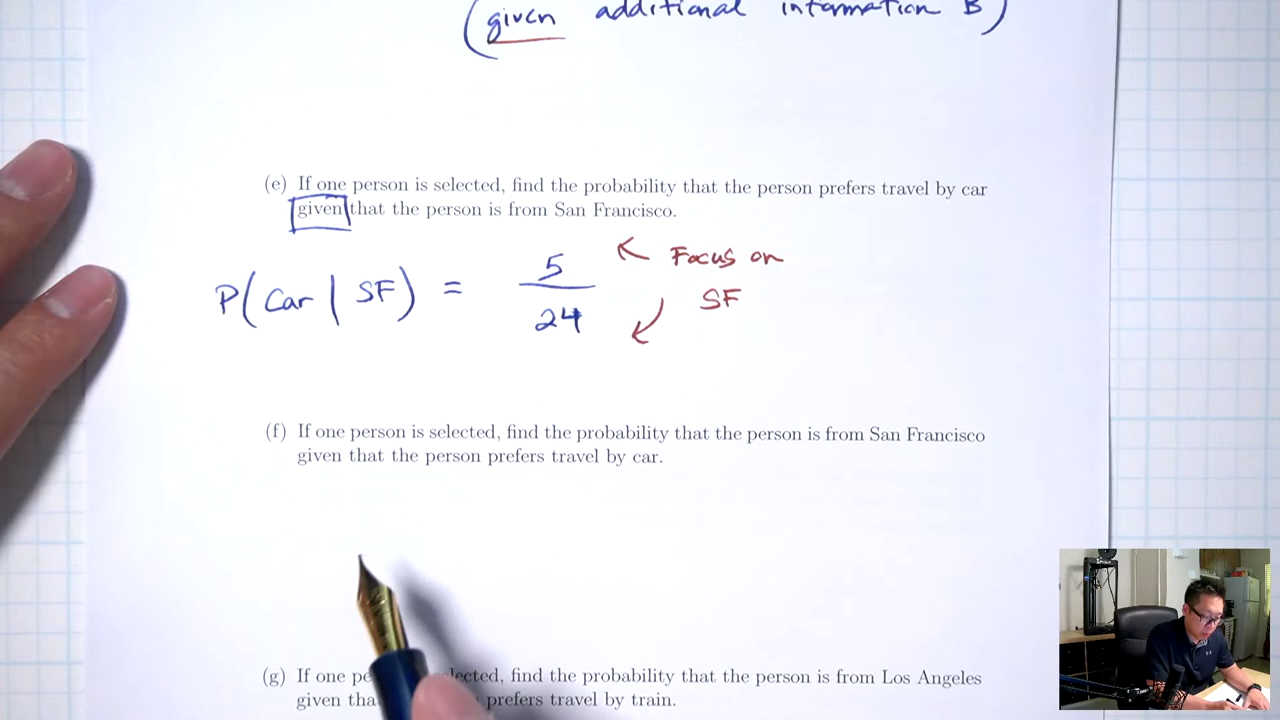 (given additional information B)
(e) If one person is selected, find the probability that the person prefers travel by car
given that the person is from San Francisco.
P(Car | SF) = 5/24
Focus on
SF
(f) If one person is selected, find the probability that the person is from San Francisco
given that the person prefers travel by car.
(g) If one lected, find the probability that the person is from Los Angeles
given prefers travel by train.